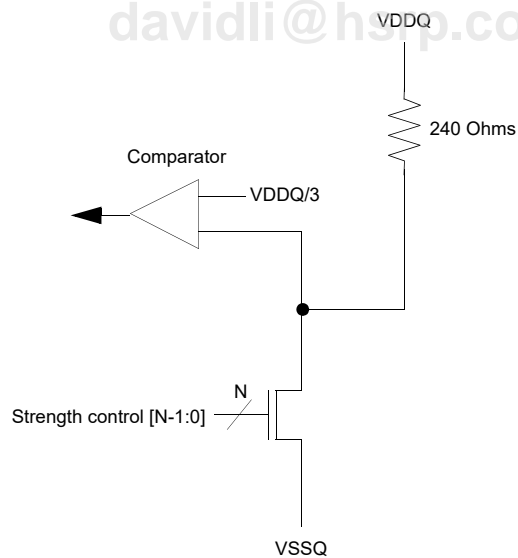 davidli@hsrp.co
VDDQ
240 Ohms
Comparator
VDDQ/3
N
Strength control [N-1:0]
VSSQ